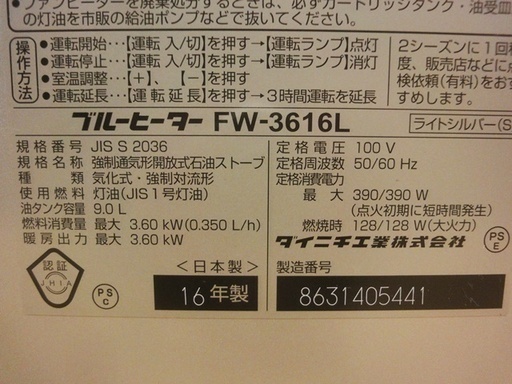 ファンヒーターを廃棄処分するときは、必ずカートリッジタンク・油受皿
の灯油を市販の給油ポンプなどで抜いてください。
操作方法
●運転開始…【運転 入/切】を押す→【運転ランプ】点灯
●運転停止…【運転 入/切】を押す→【運転ランプ】消灯
●室温調整…【+】、【−】を押す
●運転延長…【運転延長】を押す→3時間運転を延長
2シーズンに1回程
度、販売店などに点
検依頼(有料)をおす
すめします。
ブルーヒーター FW-3616L
ライトシルバー(S
規格番号 JIS S 2036
規格名称 強制通気形開放式石油ストーブ
種類 気化式・強制対流形
使用燃料 灯油(JIS1号灯油)
油タンク容量 9.0 L
燃料消費量 最大 3.60 kW(0.350 L/h)
暖房出力 最大 3.60 kW
定格電圧 100 V
定格周波数 50/60 Hz
定格消費電力
最大 390/390 W
(点火初期に短時間発生)
燃焼時 128/128 W(大火力)
ダイニチ工業株式会社
PS
E
認証
JHIA
PS
C
<日本製>
16年製
製造番号
8631405441